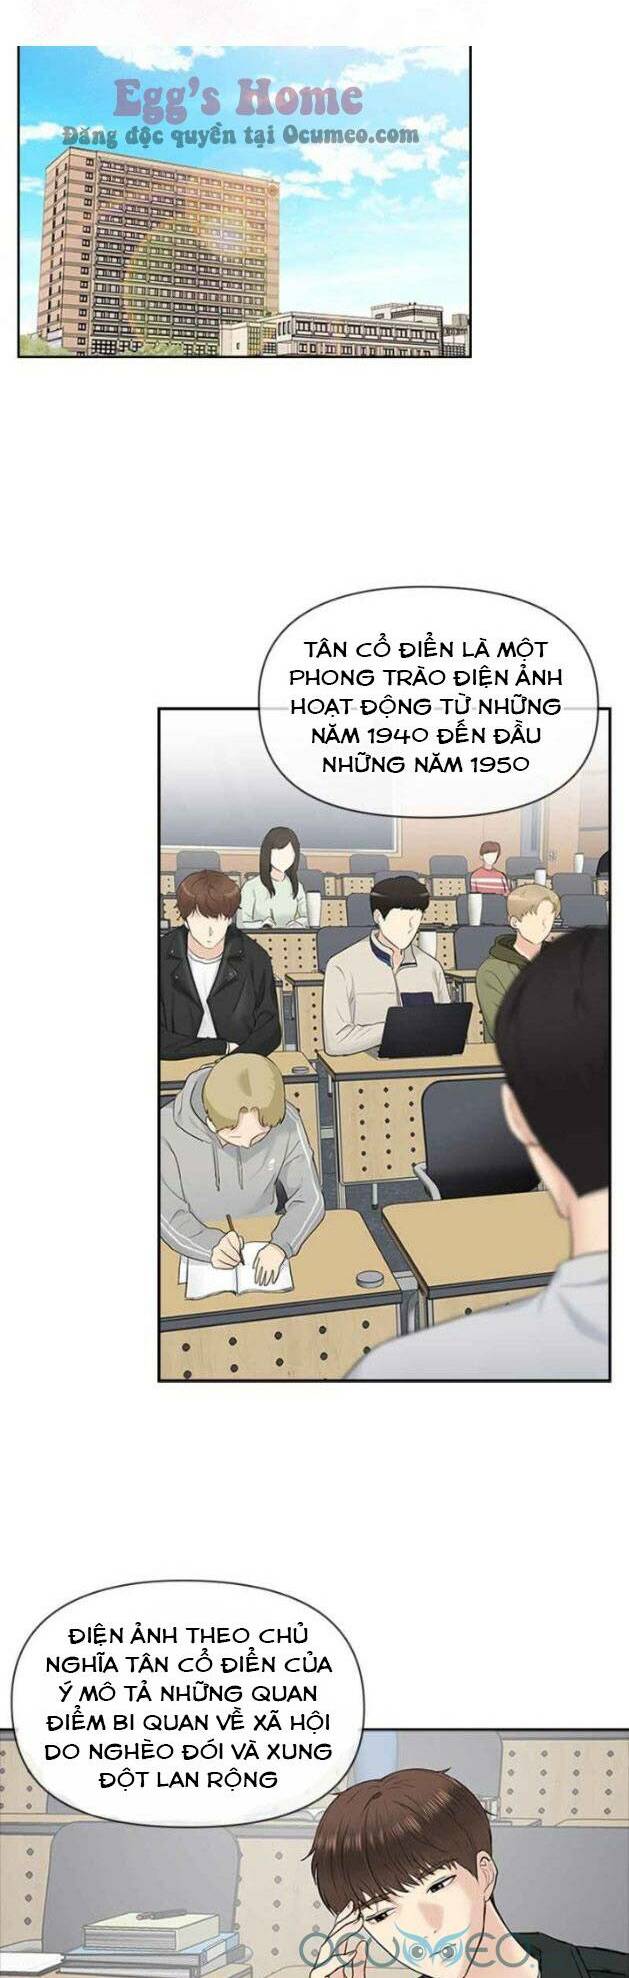 Egg's Home
Đăng độc quyền tại Ocumeo.com
TÂN CỔ ĐIỂN LÀ MỘT
PHONG TRÀO ĐIỆN ẢNH
HOẠT ĐỘNG TỪ NHỮNG
NĂM 1940 ĐẾN ĐẦU
NHỮNG NĂM 1950
ĐIỆN ẢNH THEO CHỦ
NGHĨA TÂN CỔ ĐIỂN CỦA
Ý MÔ TẢ NHỮNG QUAN
ĐIỂM BI QUAN VỀ XÃ HỘI
DO NGHÈO ĐÓI VÀ XUNG
ĐỘT LAN RỘNG
OCUMEO.